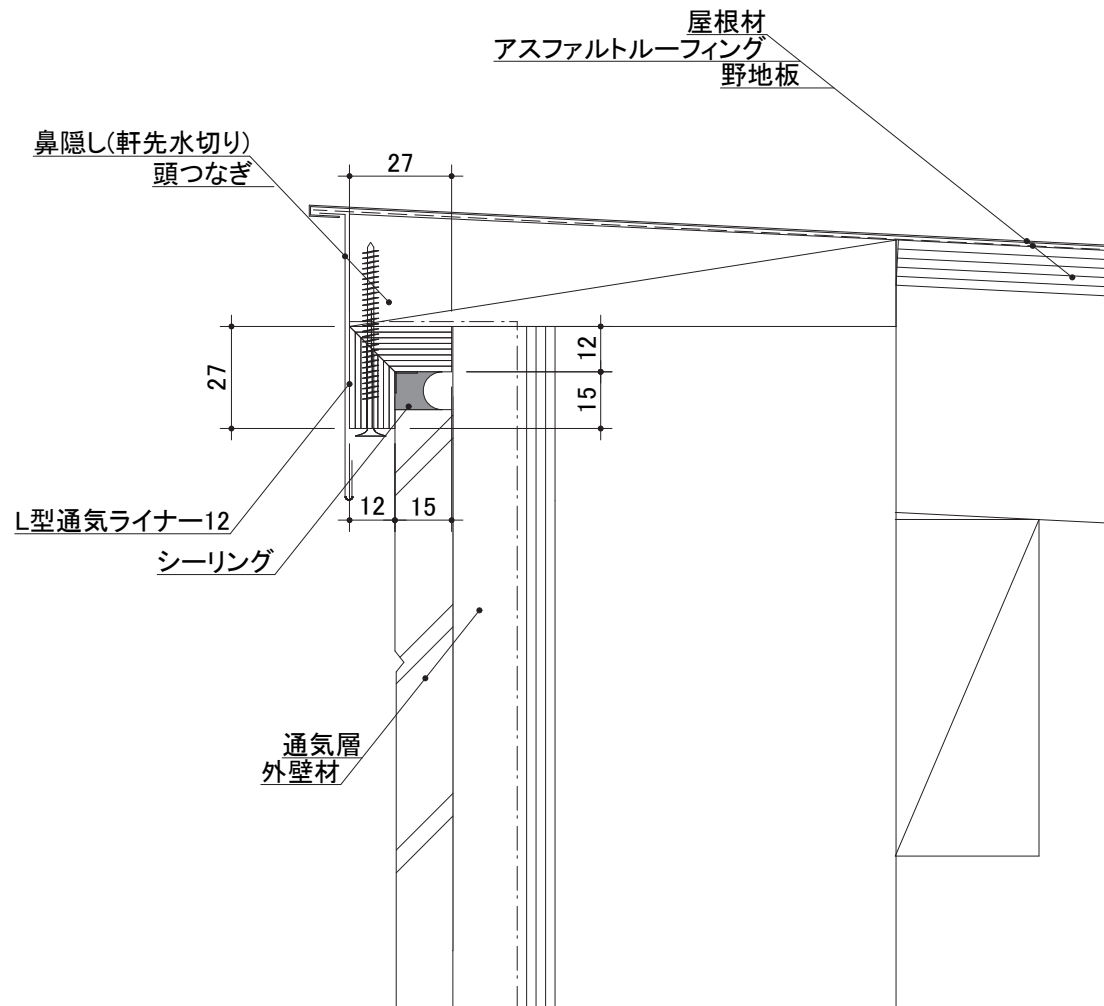 屋根材
アスファルトルーフィング
野地板
鼻隠し(軒先水切り)
頭つなぎ
27
27
12
15
12
15
L型通気ライナー12
シーリング
通気層
外壁材